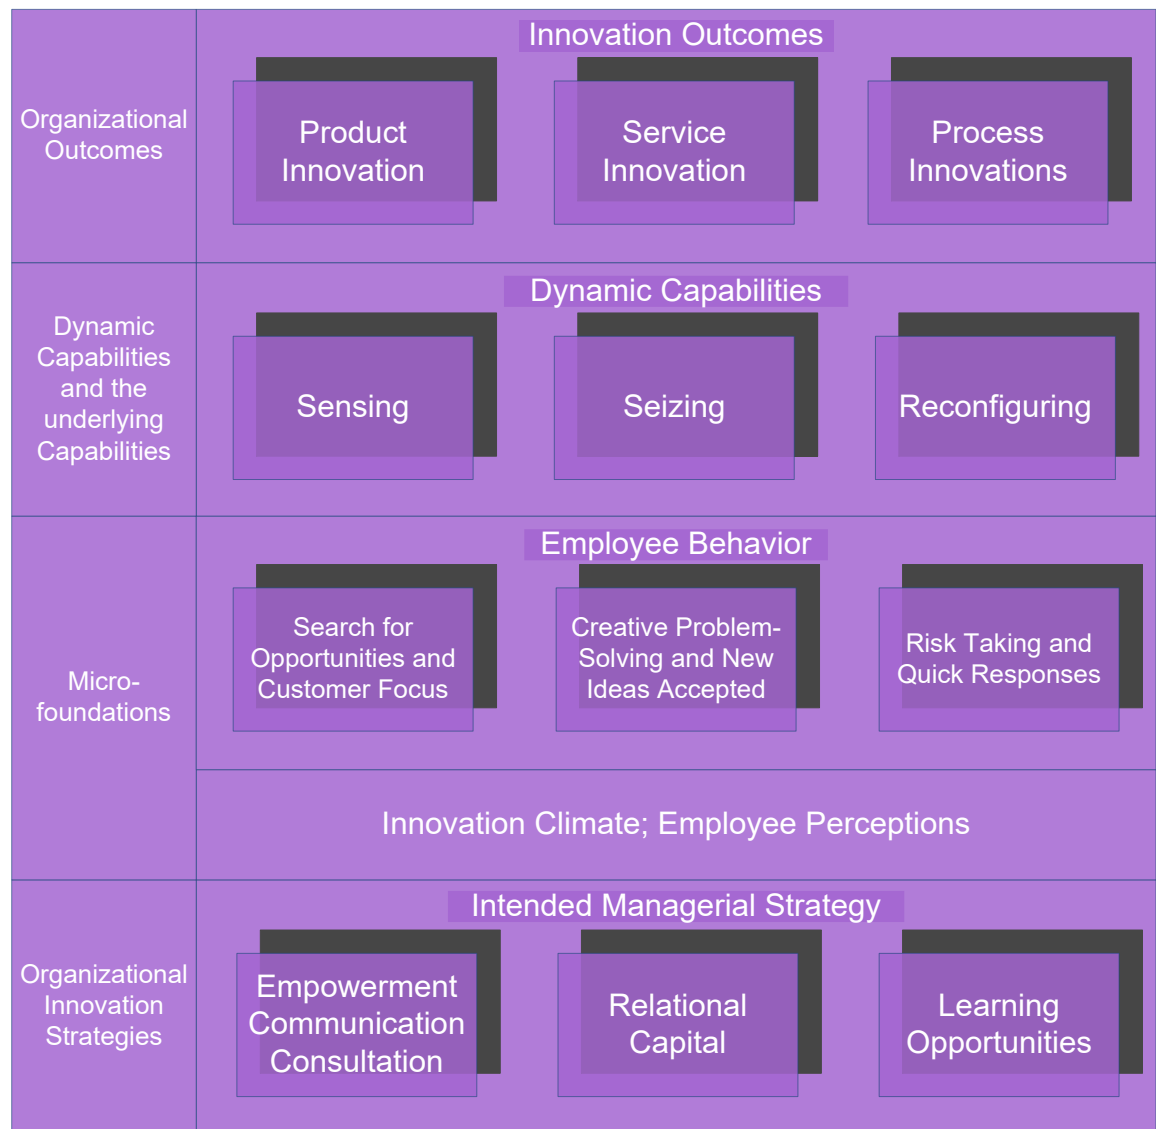 Innovation Outcomes
Organizational
Outcomes
Product
Innovation
Service
Innovation
Process
Innovations
Dynamic Capabilities
Dynamic
Capabilities
and the
underlying
Capabilities
Sensing
Seizing
Reconfiguring
Employee Behavior
Micro-
foundations
Search for
Opportunities and
Customer Focus
Creative Problem-
Solving and New
Ideas Accepted
Risk Taking and
Quick Responses
Innovation Climate; Employee Perceptions
Intended Managerial Strategy
Organizational
Innovation
Strategies
Empowerment
Communication
Consultation
Relational
Capital
Learning
Opportunities